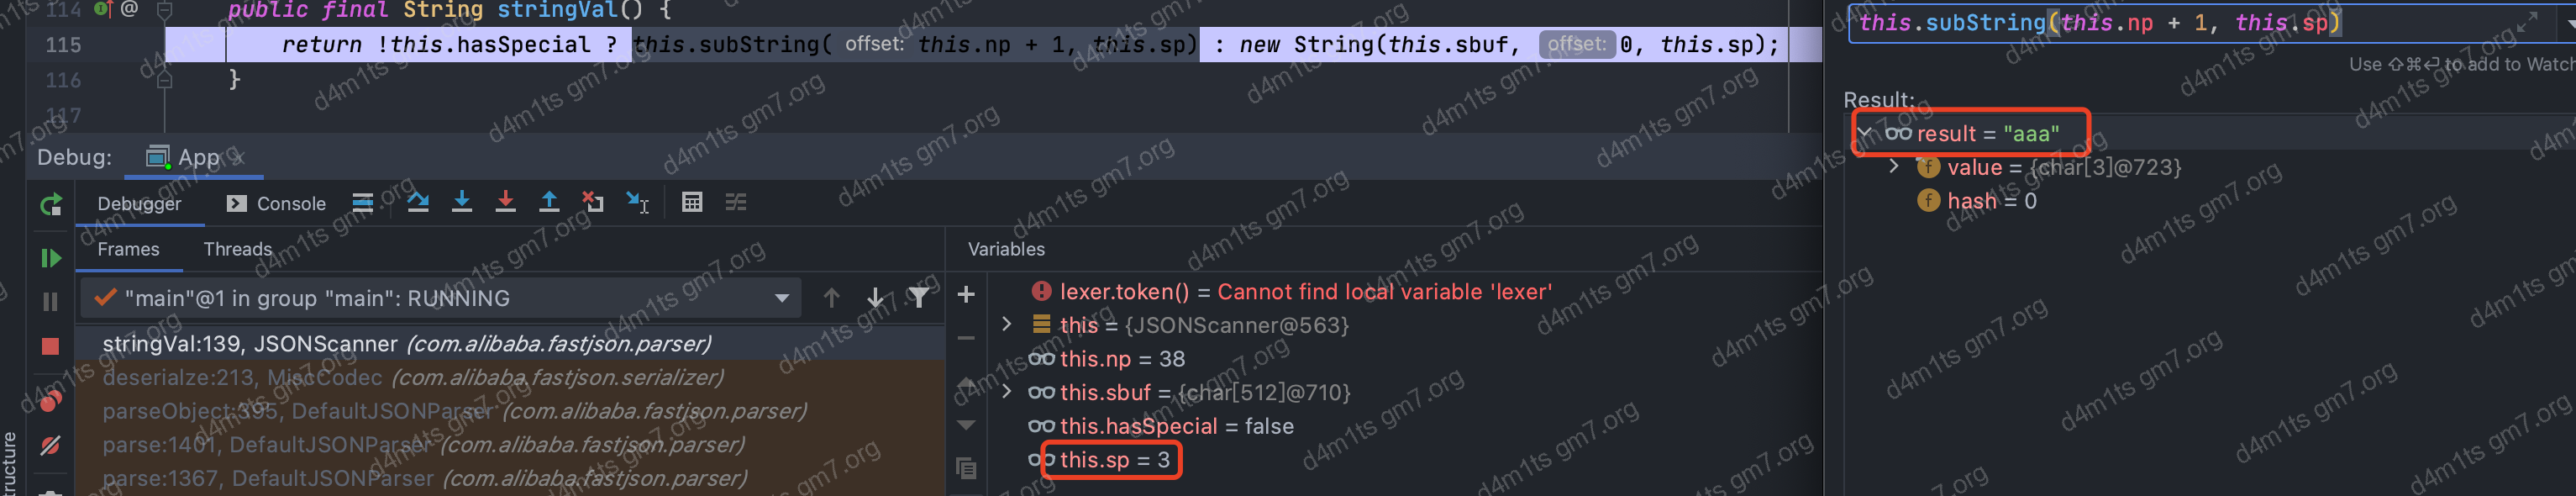 114 @ public final String stringVal() {
115 return !this.hasSpecial ? this.subString( offset: this.np + 1, this.sp) : new String(this.sbuf, offset: 0, this.sp);
116 }
117
Debug: App ×
Debugger Console
Frames Threads
"main"@1 in group "main": RUNNING
stringVal:139, JSONScanner (com.alibaba.fastjson.parser)
deserialze:213, MiscCodec (com.alibaba.fastjson.serializer)
parseObject:395, DefaultJSONParser (com.alibaba.fastjson.parser)
parse:1401, DefaultJSONParser (com.alibaba.fastjson.parser)
parse:1367, DefaultJSONParser (com.alibaba.fastjson.parser)
Variables
lexer.token() = Cannot find local variable 'lexer'
this = {JSONScanner@563}
this.np = 38
this.sbuf = {char[512]@710}
this.hasSpecial = false
this.sp = 3
this.subString(this.np + 1, this.sp)
Use ⇧⌘⏎ to add to Watch
Result:
result = "aaa"
value = {char[3]@723}
hash = 0
tructure
d4m1ts gm7.org